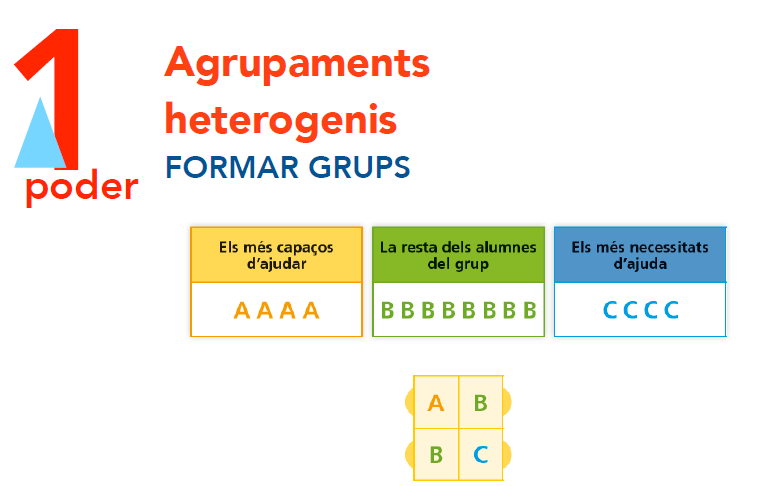 1
poder
Agrupaments
heterogenis
FORMAR GRUPS
Els més capaços
d'ajudar
A A A A
La resta dels alumnes
del grup
B B B B B B B B
Els més necessitats
d'ajuda
C C C C
A B
B C